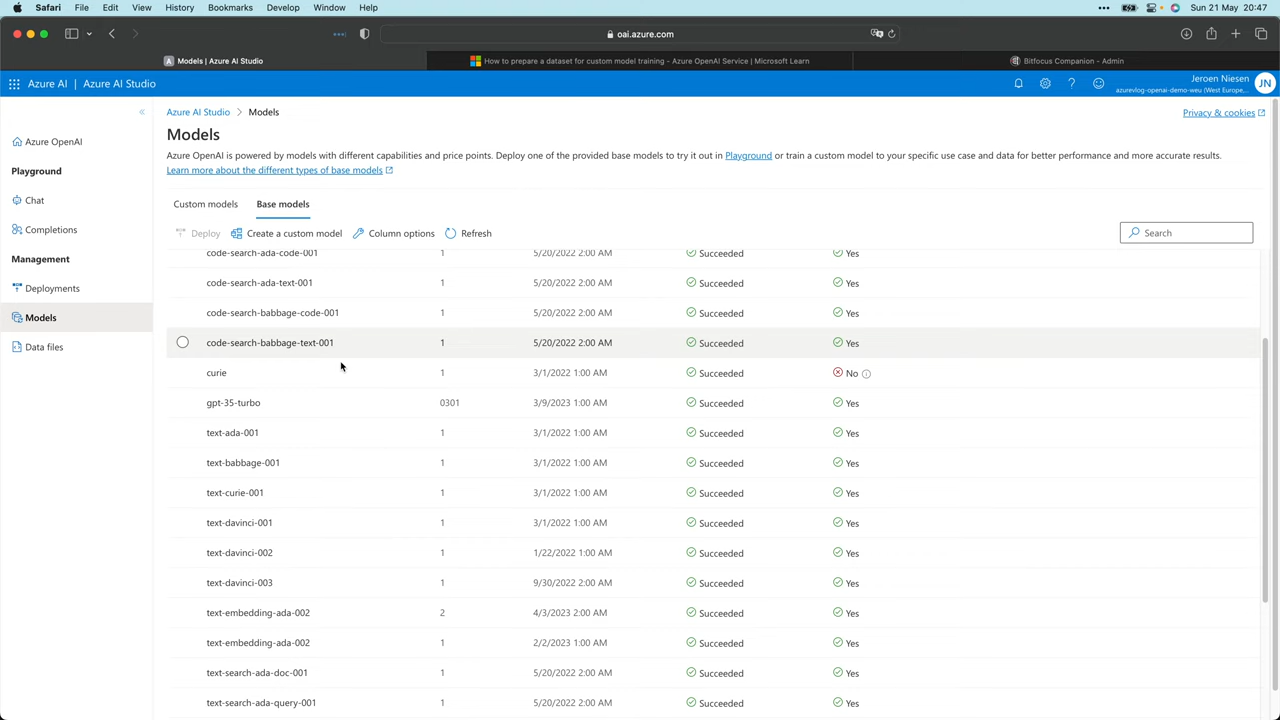 Safari File Edit View History Bookmarks Develop Window Help Sun 21 May 20:47
oai.azure.com
Models | Azure AI Studio How to prepare a dataset for custom model training - Azure OpenAI Service | Microsoft Learn Bitfocus Companion - Admin
Azure AI | Azure AI Studio Jeroen Niesen JN
azurevlog-openai-demo-weu (West Europe,...
Azure AI Studio > Models Privacy & cookies
Azure OpenAI
Playground
Chat
Completions
Management
Deployments
Models
Data files
Models
Azure OpenAI is powered by models with different capabilities and price points. Deploy one of the provided base models to try it out in Playground or train a custom model to your specific use case and data for better performance and more accurate results.
Learn more about the different types of base models
Custom models Base models
Deploy Create a custom model Column options Refresh Search
code-search-ada-code-001 1 5/20/2022 2:00 AM Succeeded Yes
code-search-ada-text-001 1 5/20/2022 2:00 AM Succeeded Yes
code-search-babbage-code-001 1 5/20/2022 2:00 AM Succeeded Yes
code-search-babbage-text-001 1 5/20/2022 2:00 AM Succeeded Yes
curie 1 3/1/2022 1:00 AM Succeeded No
gpt-35-turbo 0301 3/9/2023 1:00 AM Succeeded Yes
text-ada-001 1 3/1/2022 1:00 AM Succeeded Yes
text-babbage-001 1 3/1/2022 1:00 AM Succeeded Yes
text-curie-001 1 3/1/2022 1:00 AM Succeeded Yes
text-davinci-001 1 3/1/2022 1:00 AM Succeeded Yes
text-davinci-002 1 1/22/2022 1:00 AM Succeeded Yes
text-davinci-003 1 9/30/2022 2:00 AM Succeeded Yes
text-embedding-ada-002 2 4/3/2023 2:00 AM Succeeded Yes
text-embedding-ada-002 1 2/2/2023 1:00 AM Succeeded Yes
text-search-ada-doc-001 1 5/20/2022 2:00 AM Succeeded Yes
text-search-ada-query-001 1 5/20/2022 2:00 AM Succeeded Yes